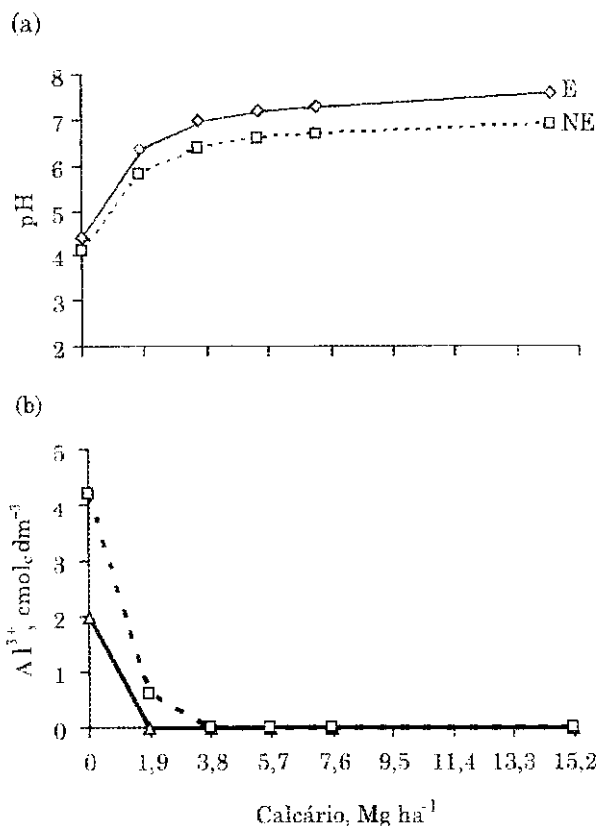 (a)
8
7
6
5
4
3
2
pH
E
NE
(b)
5
4
3
2
1
0
Al³⁺, cmol_c dm⁻³
0 1,9 3,8 5,7 7,6 9,5 11,4 13,3 15,2
Calcário, Mg ha⁻¹